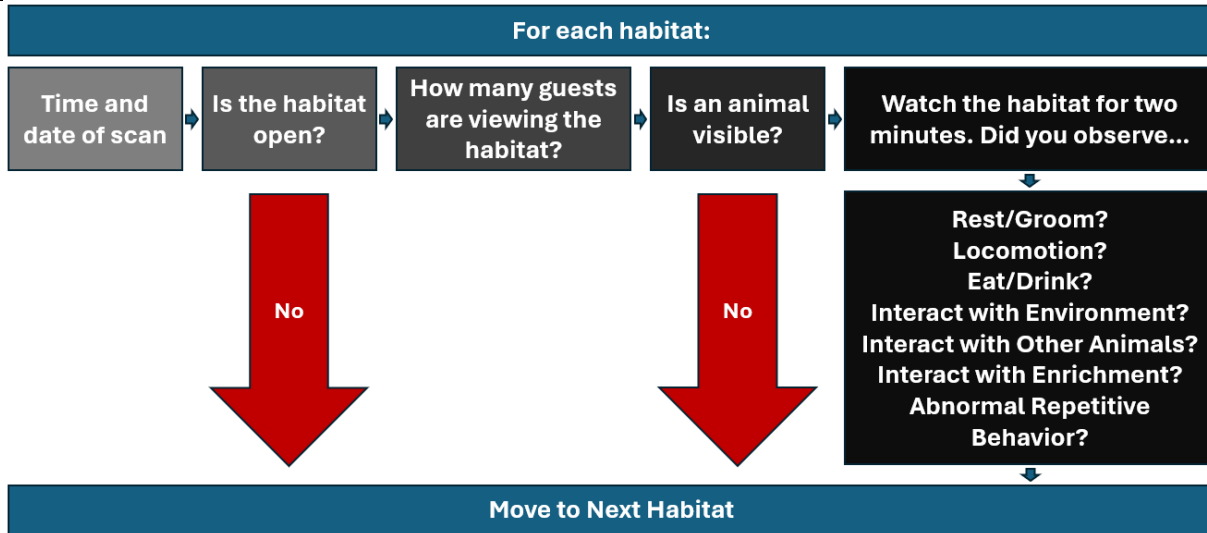 For each habitat:
Time and
date of scan
Is the habitat
open?
How many guests
are viewing the
habitat?
Is an animal
visible?
Watch the habitat for two
minutes. Did you observe...
No
No
Rest/Groom?
Locomotion?
Eat/Drink?
Interact with Environment?
Interact with Other Animals?
Interact with Enrichment?
Abnormal Repetitive
Behavior?
Move to Next Habitat